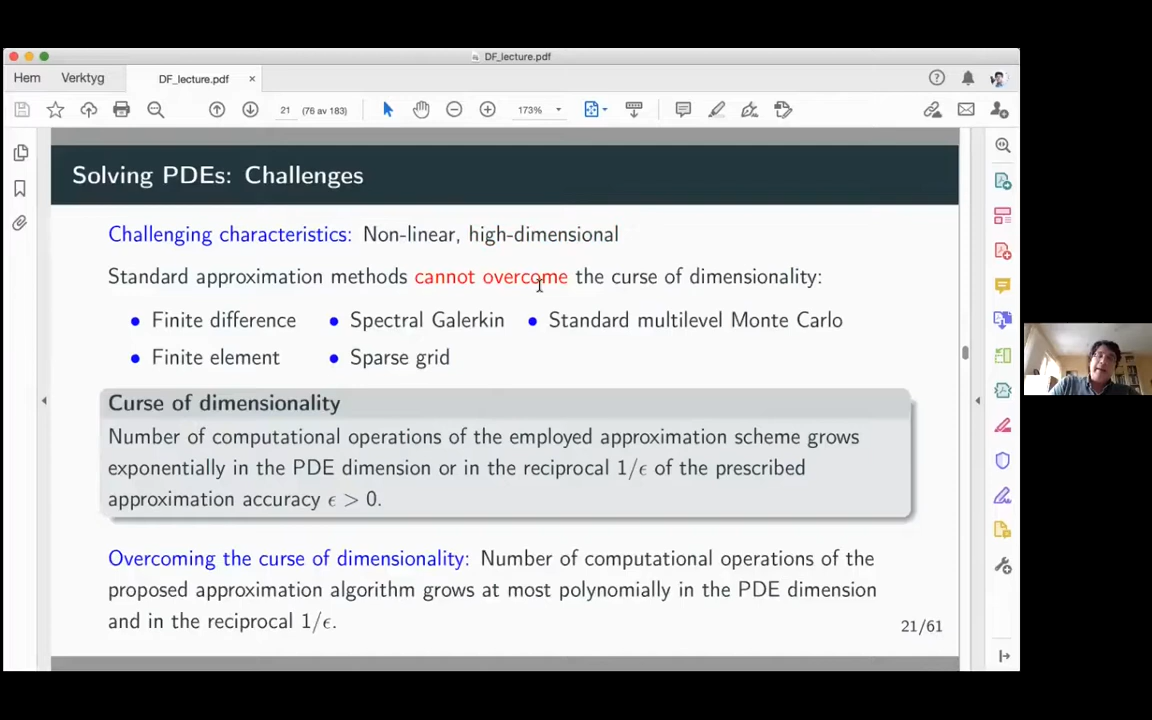 DF_lecture.pdf
Hem Verktyg DF_lecture.pdf ×
21 (76 av 183) 173%
Solving PDEs: Challenges
Challenging characteristics: Non-linear, high-dimensional
Standard approximation methods cannot overcome the curse of dimensionality:
• Finite difference • Spectral Galerkin • Standard multilevel Monte Carlo
• Finite element • Sparse grid
Curse of dimensionality
Number of computational operations of the employed approximation scheme grows
exponentially in the PDE dimension or in the reciprocal 1/ϵ of the prescribed
approximation accuracy ϵ > 0.
Overcoming the curse of dimensionality: Number of computational operations of the
proposed approximation algorithm grows at most polynomially in the PDE dimension
and in the reciprocal 1/ϵ.
21/61